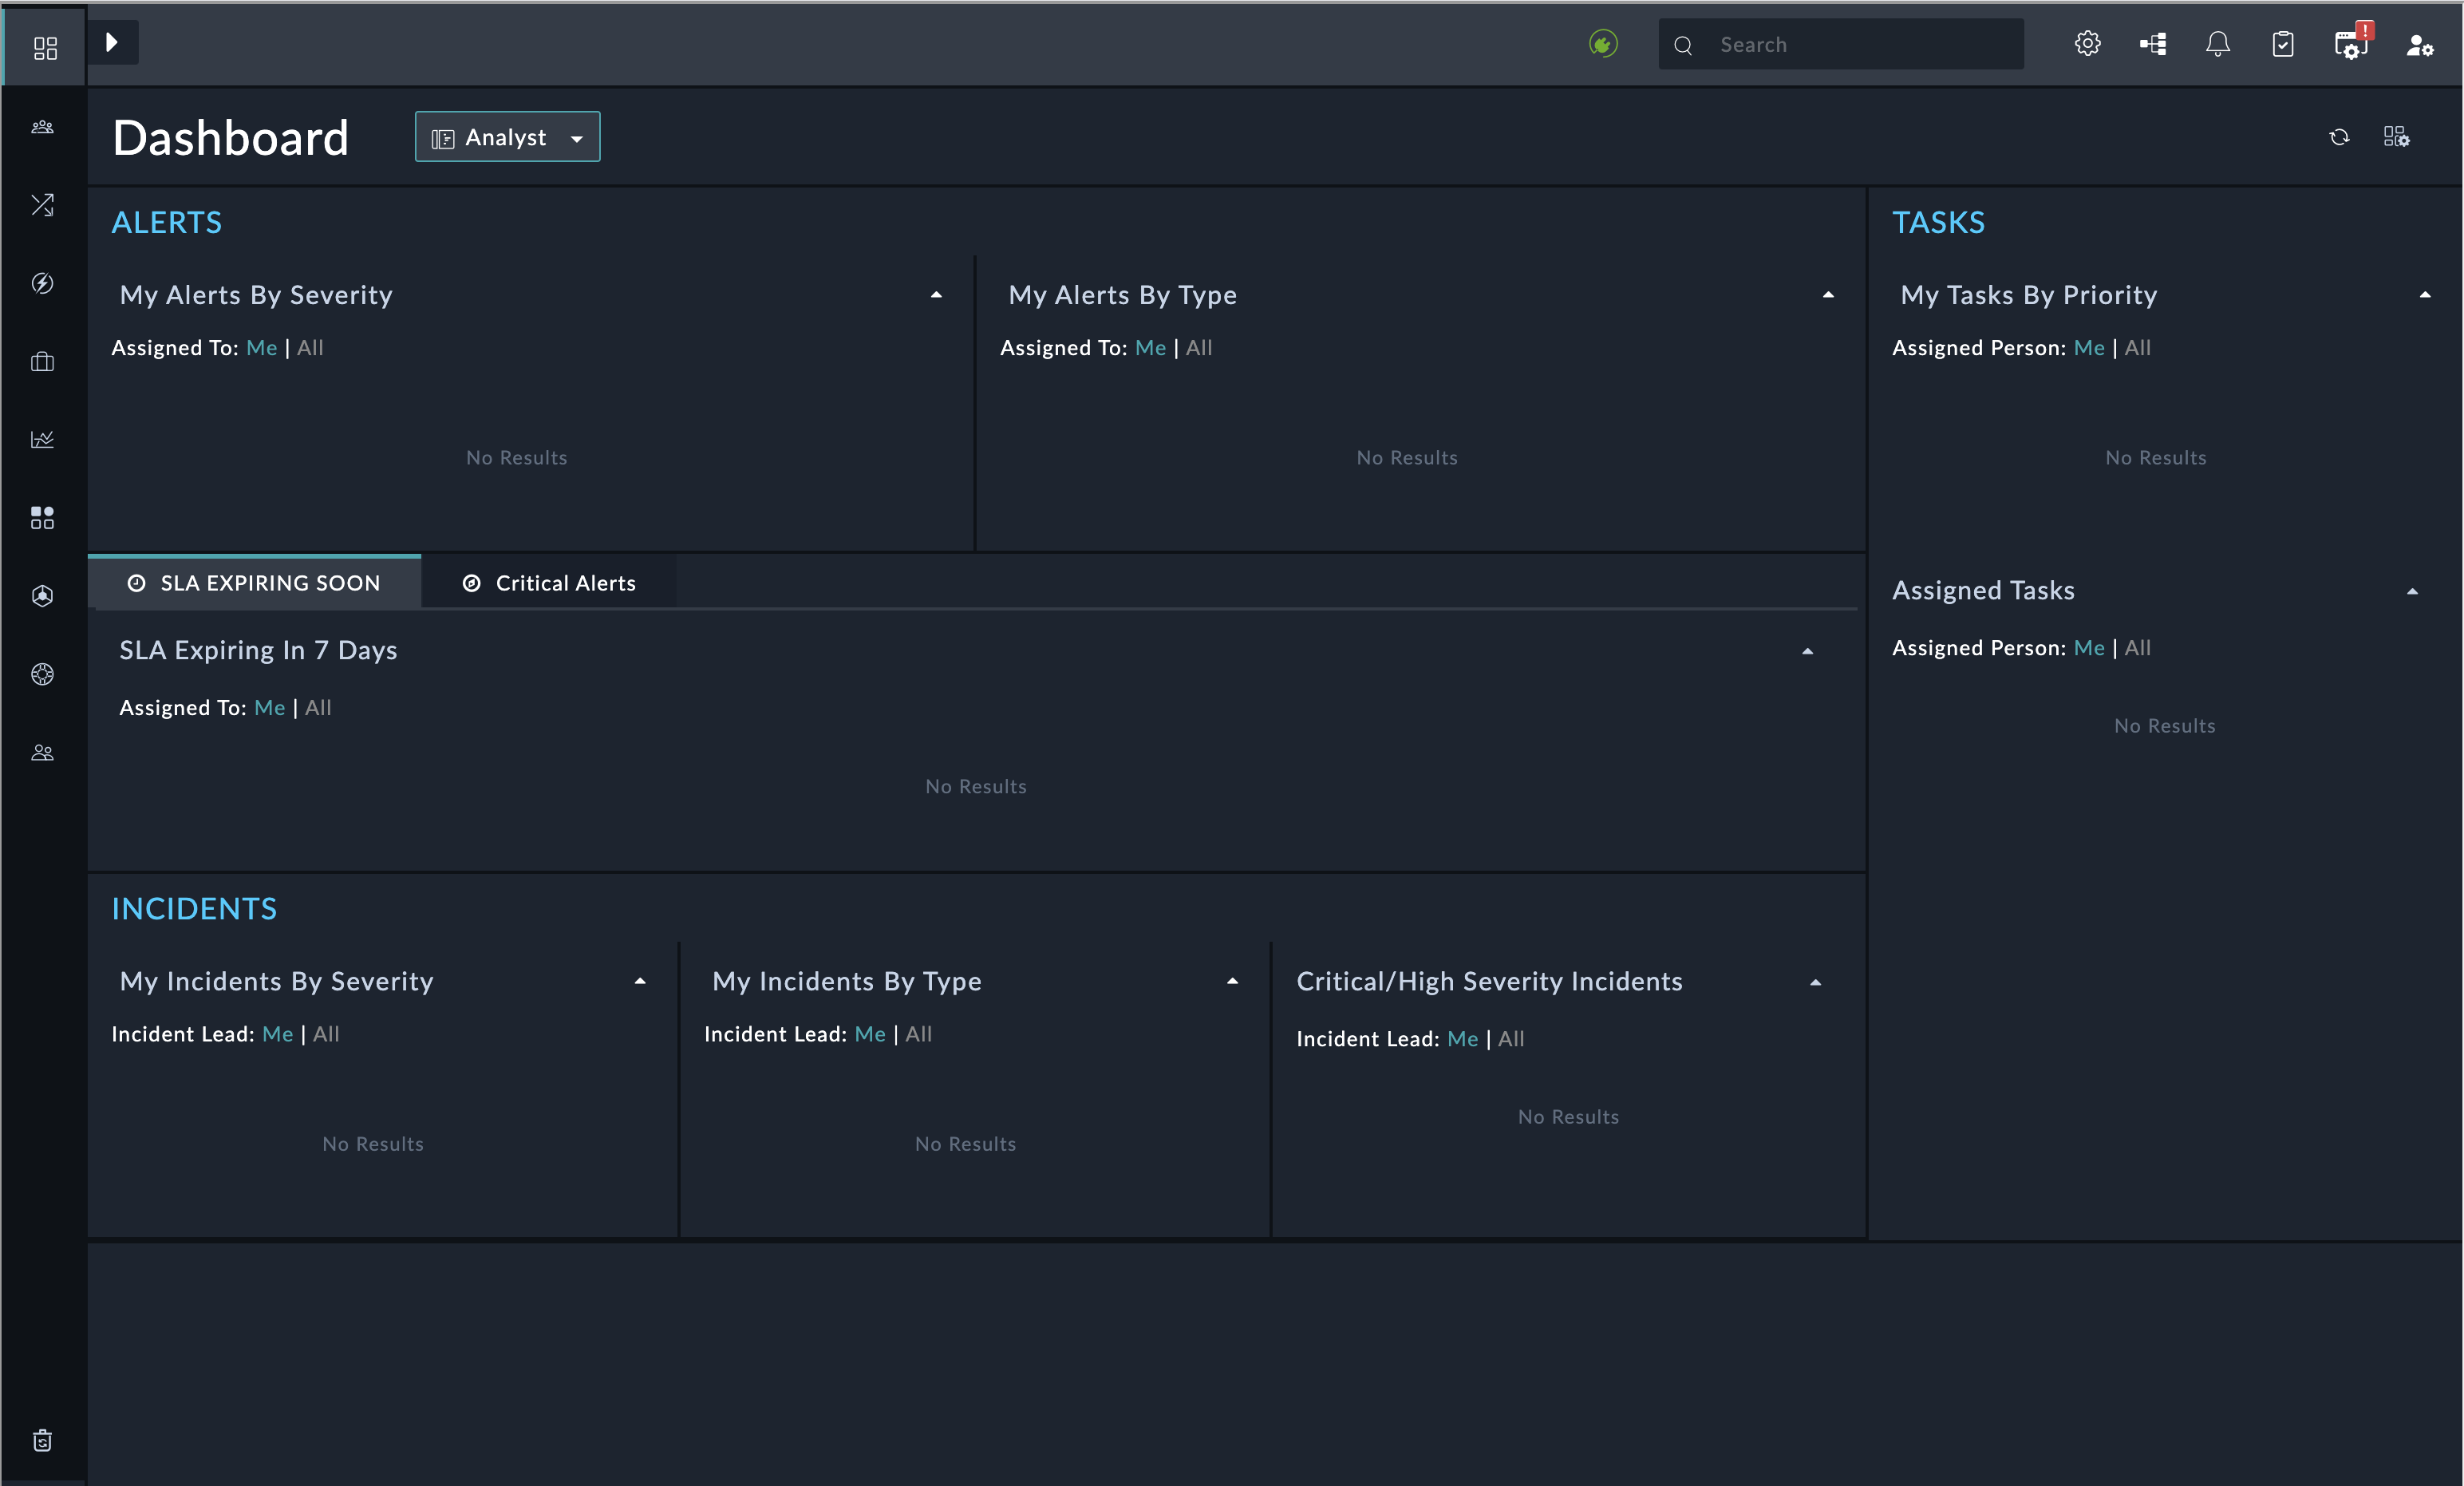 Search
!
Dashboard
Analyst
ALERTS
My Alerts By Severity
Assigned To: Me | All
No Results
My Alerts By Type
Assigned To: Me | All
No Results
SLA EXPIRING SOON
Critical Alerts
SLA Expiring In 7 Days
Assigned To: Me | All
No Results
INCIDENTS
My Incidents By Severity
Incident Lead: Me | All
No Results
My Incidents By Type
Incident Lead: Me | All
No Results
Critical/High Severity Incidents
Incident Lead: Me | All
No Results
TASKS
My Tasks By Priority
Assigned Person: Me | All
No Results
Assigned Tasks
Assigned Person: Me | All
No Results